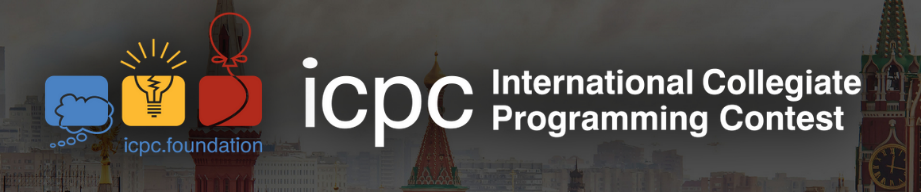 icpc.foundation
icpc
International Collegiate
Programming Contest